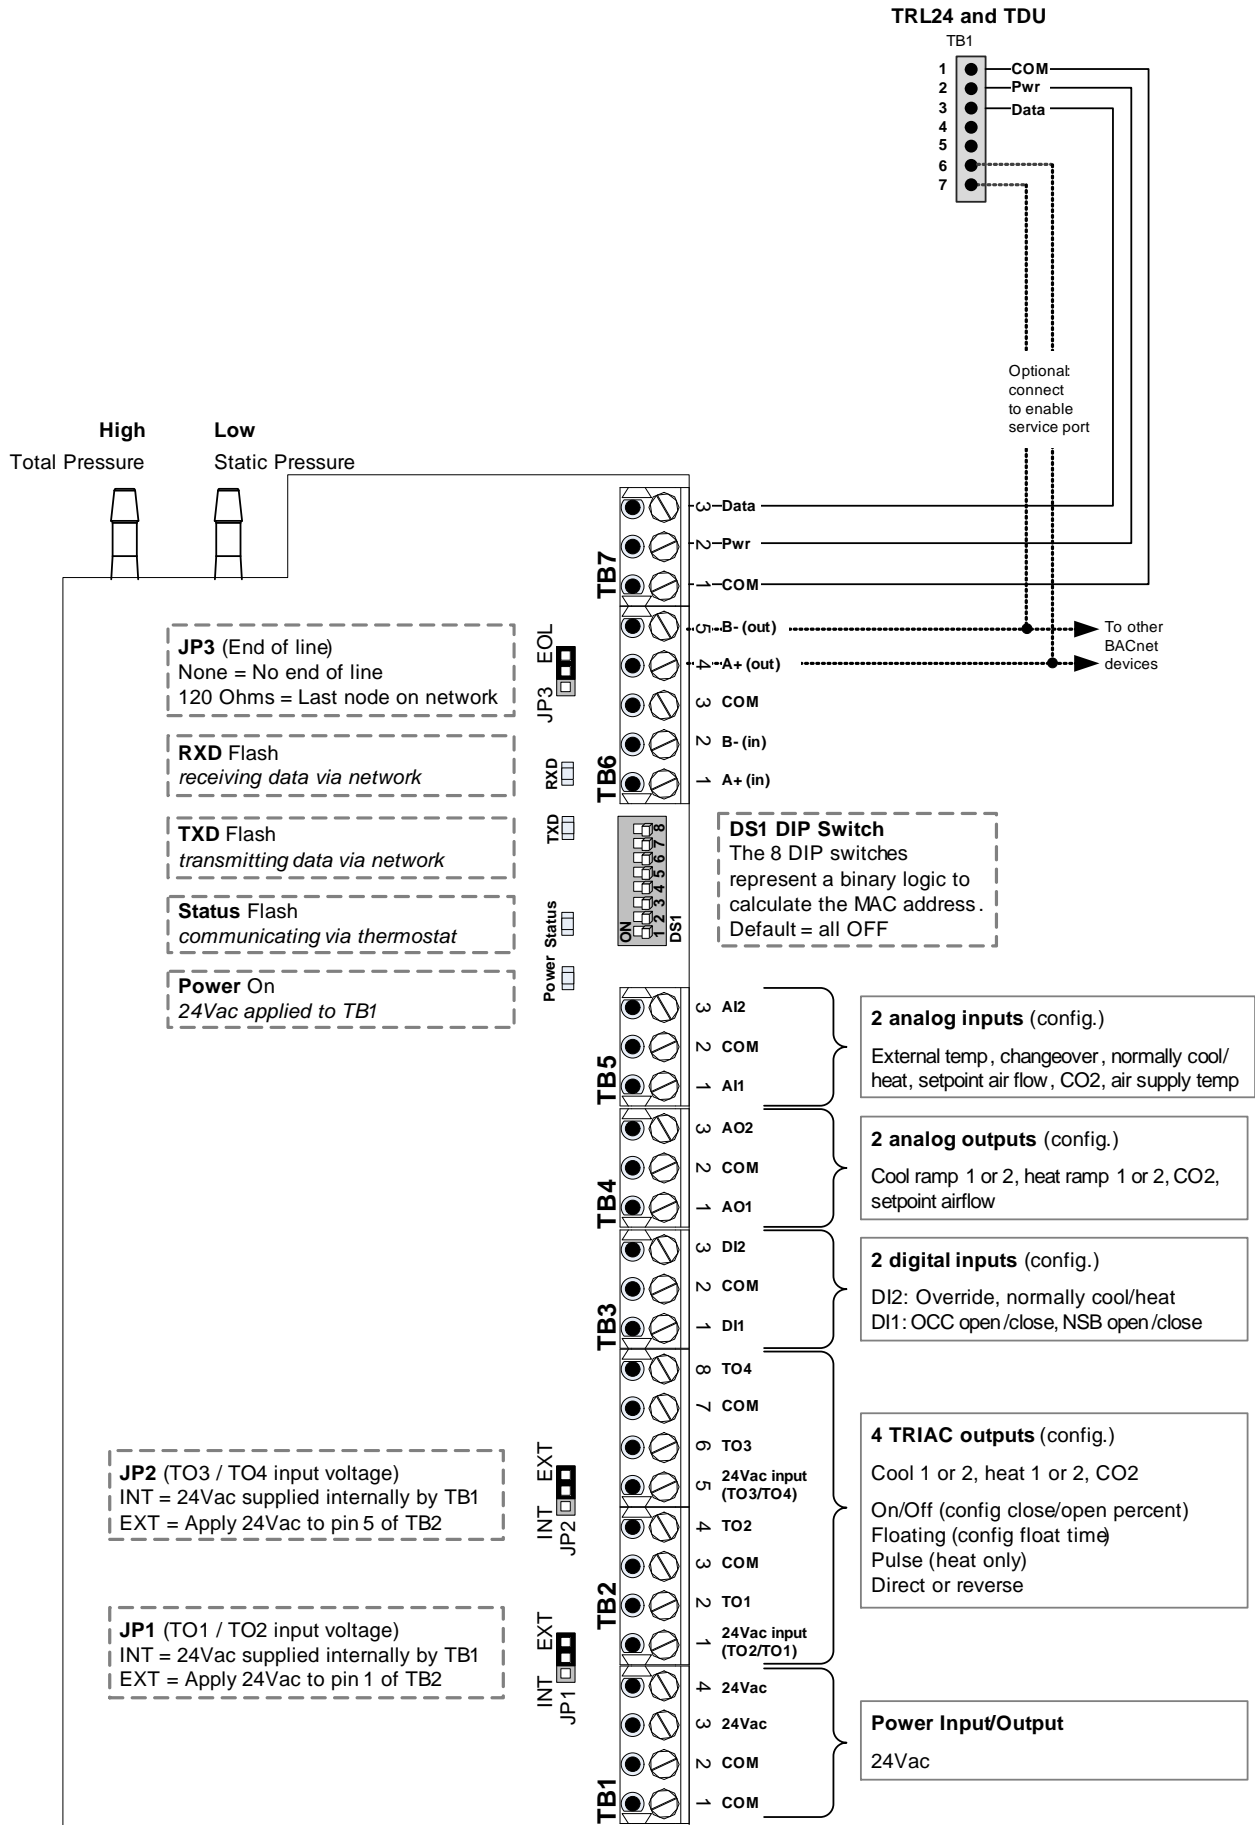 TRL24 and TDU
TB1
1 COM
2 Pwr
3 Data
4
5
6
7
Optional:
connect
to enable
service port
High Low
Total Pressure Static Pressure
TB7
3 Data
2 Pwr
1 COM
TB6
5 B- (out)
4 A+ (out)
3 COM
2 B- (in)
1 A+ (in)
To other
BACnet
devices
JP3 (End of line)
None = No end of line
120 Ohms = Last node on network
JP3 EOL
RXD Flash
receiving data via network
RXD
TXD Flash
transmitting data via network
TXD
Status Flash
communicating via thermostat
Status
Power On
24Vac applied to TB1
Power
ON
1 2 3 4 5 6 7 8
DS1
DS1 DIP Switch
The 8 DIP switches
represent a binary logic to
calculate the MAC address.
Default = all OFF
TB5
3 AI2
2 COM
1 AI1
2 analog inputs (config.)
External temp, changeover, normally cool/
heat, setpoint air flow, CO2, air supply temp
TB4
3 AO2
2 COM
1 AO1
2 analog outputs (config.)
Cool ramp 1 or 2, heat ramp 1 or 2, CO2,
setpoint airflow
TB3
3 DI2
2 COM
1 DI1
2 digital inputs (config.)
DI2: Override, normally cool/heat
DI1: OCC open/close, NSB open/close
TB2
8 TO4
7 COM
6 TO3
5 24Vac input
(TO3/TO4)
4 TO2
3 COM
2 TO1
1 24Vac input
(TO2/TO1)
4 TRIAC outputs (config.)
Cool 1 or 2, heat 1 or 2, CO2
On/Off (config close/open percent)
Floating (config float time)
Pulse (heat only)
Direct or reverse
JP2 (TO3 / TO4 input voltage)
INT = 24Vac supplied internally by TB1
EXT = Apply 24Vac to pin 5 of TB2
INT EXT
JP2
JP1 (TO1 / TO2 input voltage)
INT = 24Vac supplied internally by TB1
EXT = Apply 24Vac to pin 1 of TB2
INT EXT
JP1
TB1
4 24Vac
3 24Vac
2 COM
1 COM
Power Input/Output
24Vac